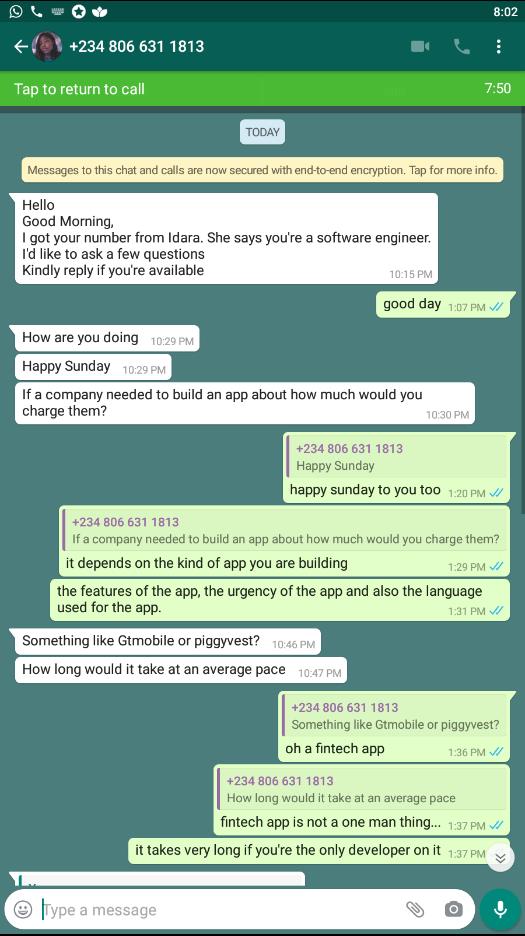 8:02
+234 806 631 1813
Tap to return to call 7:50
TODAY
Messages to this chat and calls are now secured with end-to-end encryption. Tap for more info.
Hello
Good Morning,
I got your number from Idara. She says you're a software engineer.
I'd like to ask a few questions
Kindly reply if you're available 10:15 PM
good day 1:07 PM
How are you doing 10:29 PM
Happy Sunday 10:29 PM
If a company needed to build an app about how much would you
charge them? 10:30 PM
+234 806 631 1813
Happy Sunday
happy sunday to you too 1:20 PM
+234 806 631 1813
If a company needed to build an app about how much would you charge them?
it depends on the kind of app you are building 1:29 PM
the features of the app, the urgency of the app and also the language
used for the app. 1:31 PM
Something like Gtmobile or piggyvest? 10:46 PM
How long would it take at an average pace 10:47 PM
+234 806 631 1813
Something like Gtmobile or piggyvest?
oh a fintech app 1:36 PM
+234 806 631 1813
How long would it take at an average pace
fintech app is not a one man thing... 1:37 PM
it takes very long if you're the only developer on it 1:37 PM
Type a message